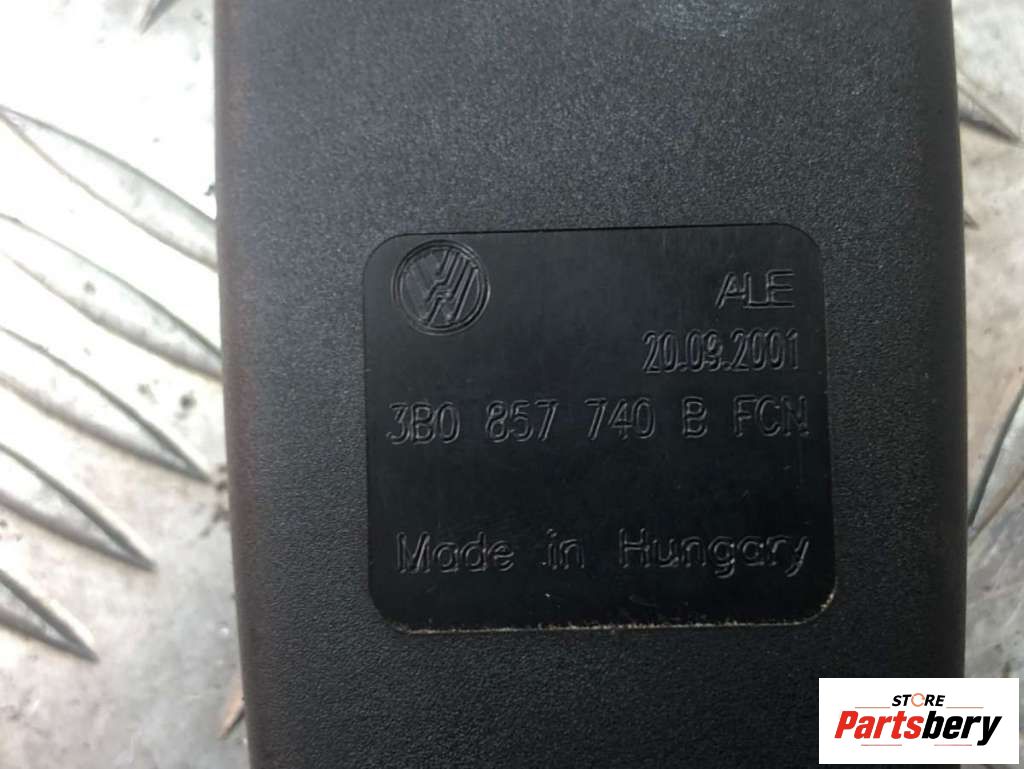 ALE
20.09.2001
3B0 857 740 B FCN
Made in Hungary
STORE
Partsbery